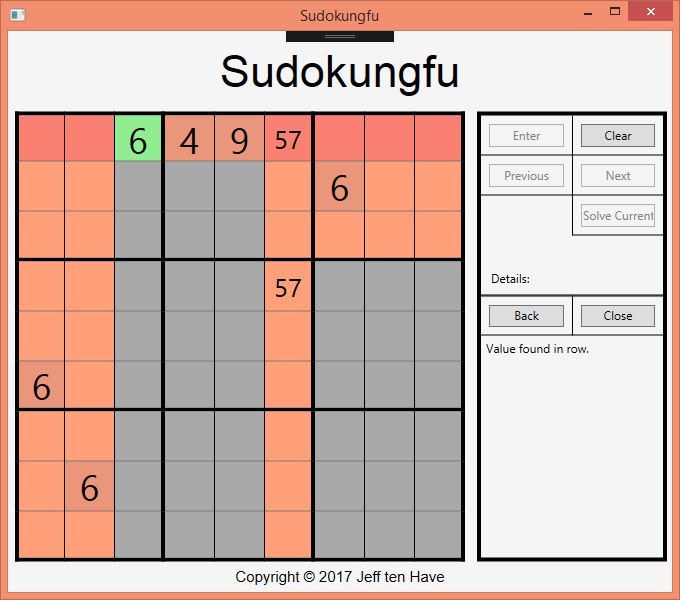 Sudokungfu
Sudokungfu
6 4 9 57
Enter Clear
6
Previous Next
Solve Current
57
Details:
Back Close
Value found in row.
6
6
Copyright © 2017 Jeff ten Have